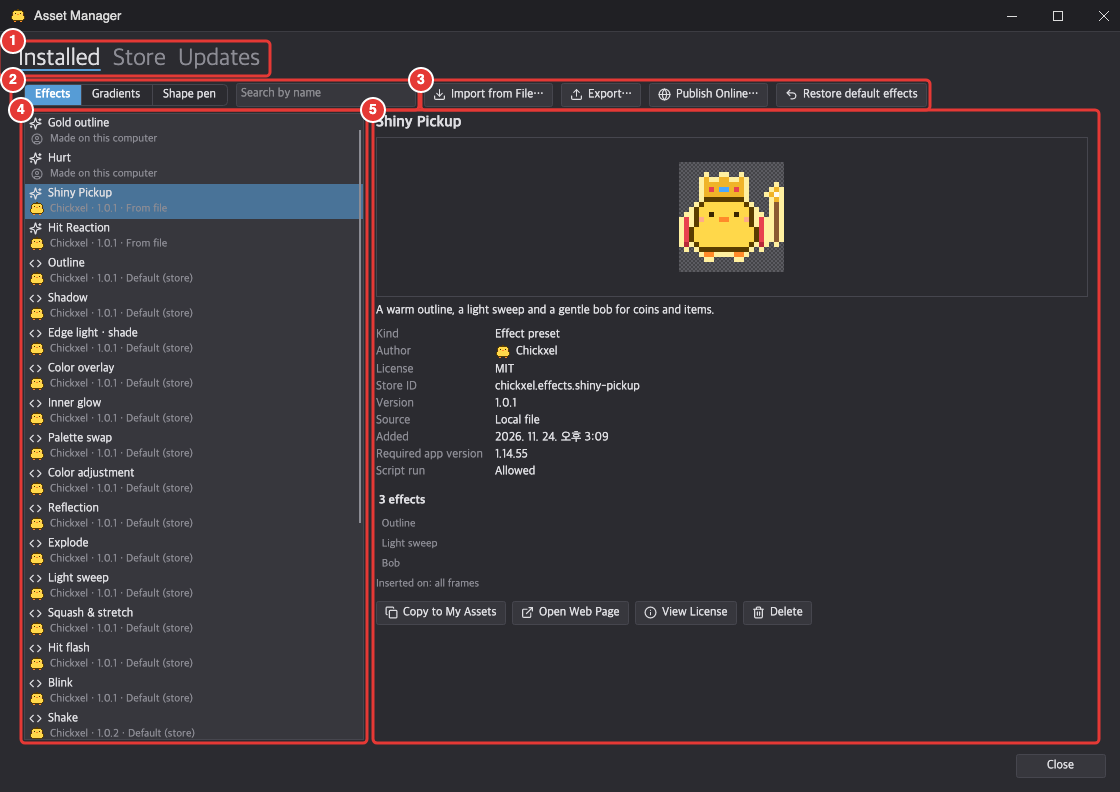 Asset Manager
1
Installed Store Updates
2
Effects Gradients Shape pen Search by name
3
Import from File··· Export··· Publish Online··· Restore default effects
4
Gold outline
Made on this computer
Hurt
Made on this computer
Shiny Pickup
Chickxel · 1.0.1 · From file
Hit Reaction
Chickxel · 1.0.1 · From file
Outline
Chickxel · 1.0.1 · Default (store)
Shadow
Chickxel · 1.0.1 · Default (store)
Edge light · shade
Chickxel · 1.0.1 · Default (store)
Color overlay
Chickxel · 1.0.1 · Default (store)
Inner glow
Chickxel · 1.0.1 · Default (store)
Palette swap
Chickxel · 1.0.1 · Default (store)
Color adjustment
Chickxel · 1.0.1 · Default (store)
Reflection
Chickxel · 1.0.1 · Default (store)
Explode
Chickxel · 1.0.1 · Default (store)
Light sweep
Chickxel · 1.0.1 · Default (store)
Squash & stretch
Chickxel · 1.0.1 · Default (store)
Hit flash
Chickxel · 1.0.1 · Default (store)
Blink
Chickxel · 1.0.1 · Default (store)
Shake
Chickxel · 1.0.2 · Default (store)
5
Shiny Pickup
A warm outline, a light sweep and a gentle bob for coins and items.
Kind Effect preset
Author Chickxel
License MIT
Store ID chickxel.effects.shiny-pickup
Version 1.0.1
Source Local file
Added 2026. 11. 24. 오후 3:09
Required app version 1.14.55
Script run Allowed
3 effects
Outline
Light sweep
Bob
Inserted on: all frames
Copy to My Assets Open Web Page View License Delete
Close